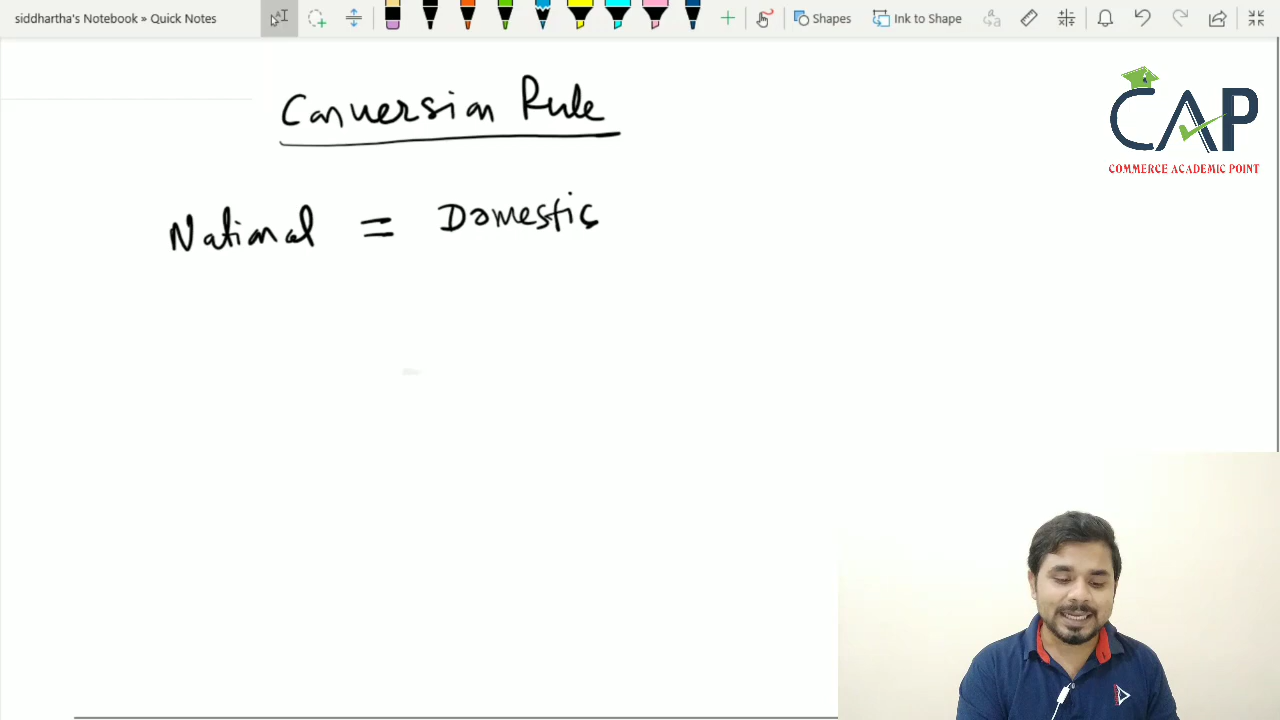 siddhartha's Notebook » Quick Notes
Shapes
Ink to Shape
Conversion Rule
National = Domestic
CAP
COMMERCE ACADEMIC POINT